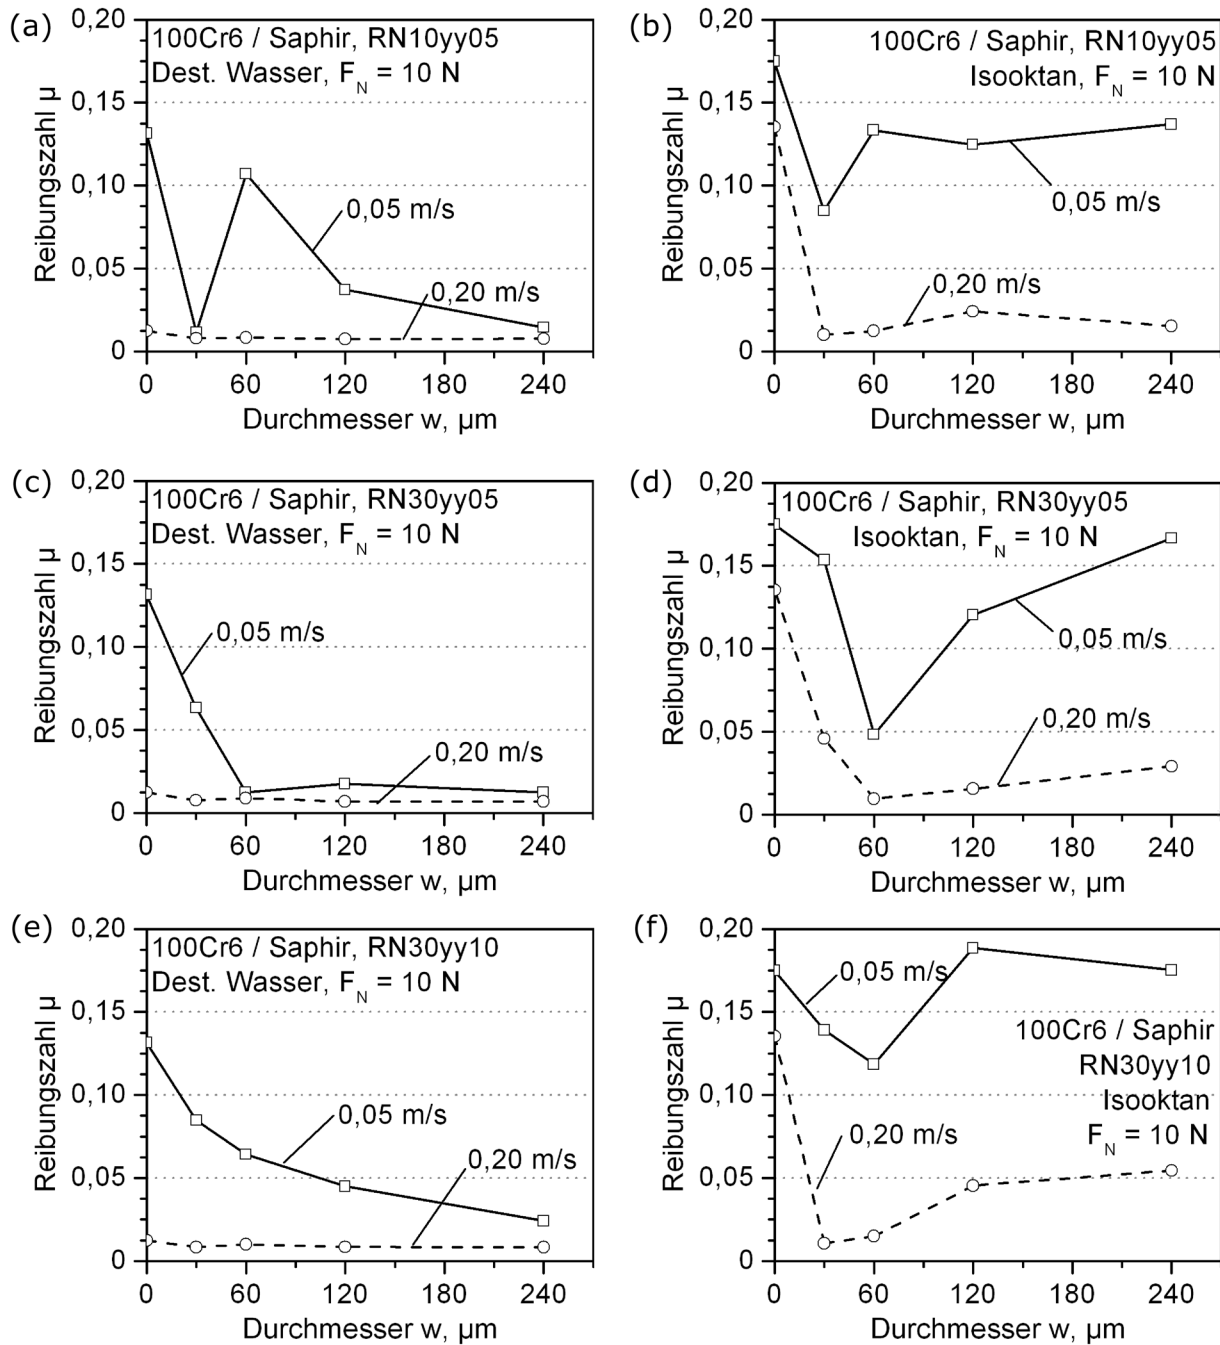 (a)
0,20
0,15
0,10
0,05
0
Reibungszahl µ
100Cr6 / Saphir, RN10yy05
Dest. Wasser, F_N = 10 N
0,05 m/s
0,20 m/s
0 60 120 180 240
Durchmesser w, µm
(b)
0,20
0,15
0,10
0,05
0
Reibungszahl µ
100Cr6 / Saphir, RN10yy05
Isooktan, F_N = 10 N
0,05 m/s
0,20 m/s
0 60 120 180 240
Durchmesser w, µm
(c)
0,20
0,15
0,10
0,05
0
Reibungszahl µ
100Cr6 / Saphir, RN30yy05
Dest. Wasser, F_N = 10 N
0,05 m/s
0,20 m/s
0 60 120 180 240
Durchmesser w, µm
(d)
0,20
0,15
0,10
0,05
0
Reibungszahl µ
100Cr6 / Saphir, RN30yy05
Isooktan, F_N = 10 N
0,05 m/s
0,20 m/s
0 60 120 180 240
Durchmesser w, µm
(e)
0,20
0,15
0,10
0,05
0
Reibungszahl µ
100Cr6 / Saphir, RN30yy10
Dest. Wasser, F_N = 10 N
0,05 m/s
0,20 m/s
0 60 120 180 240
Durchmesser w, µm
(f)
0,20
0,15
0,10
0,05
0
Reibungszahl µ
0,05 m/s
100Cr6 / Saphir
RN30yy10
Isooktan
F_N = 10 N
0,20 m/s
0 60 120 180 240
Durchmesser w, µm